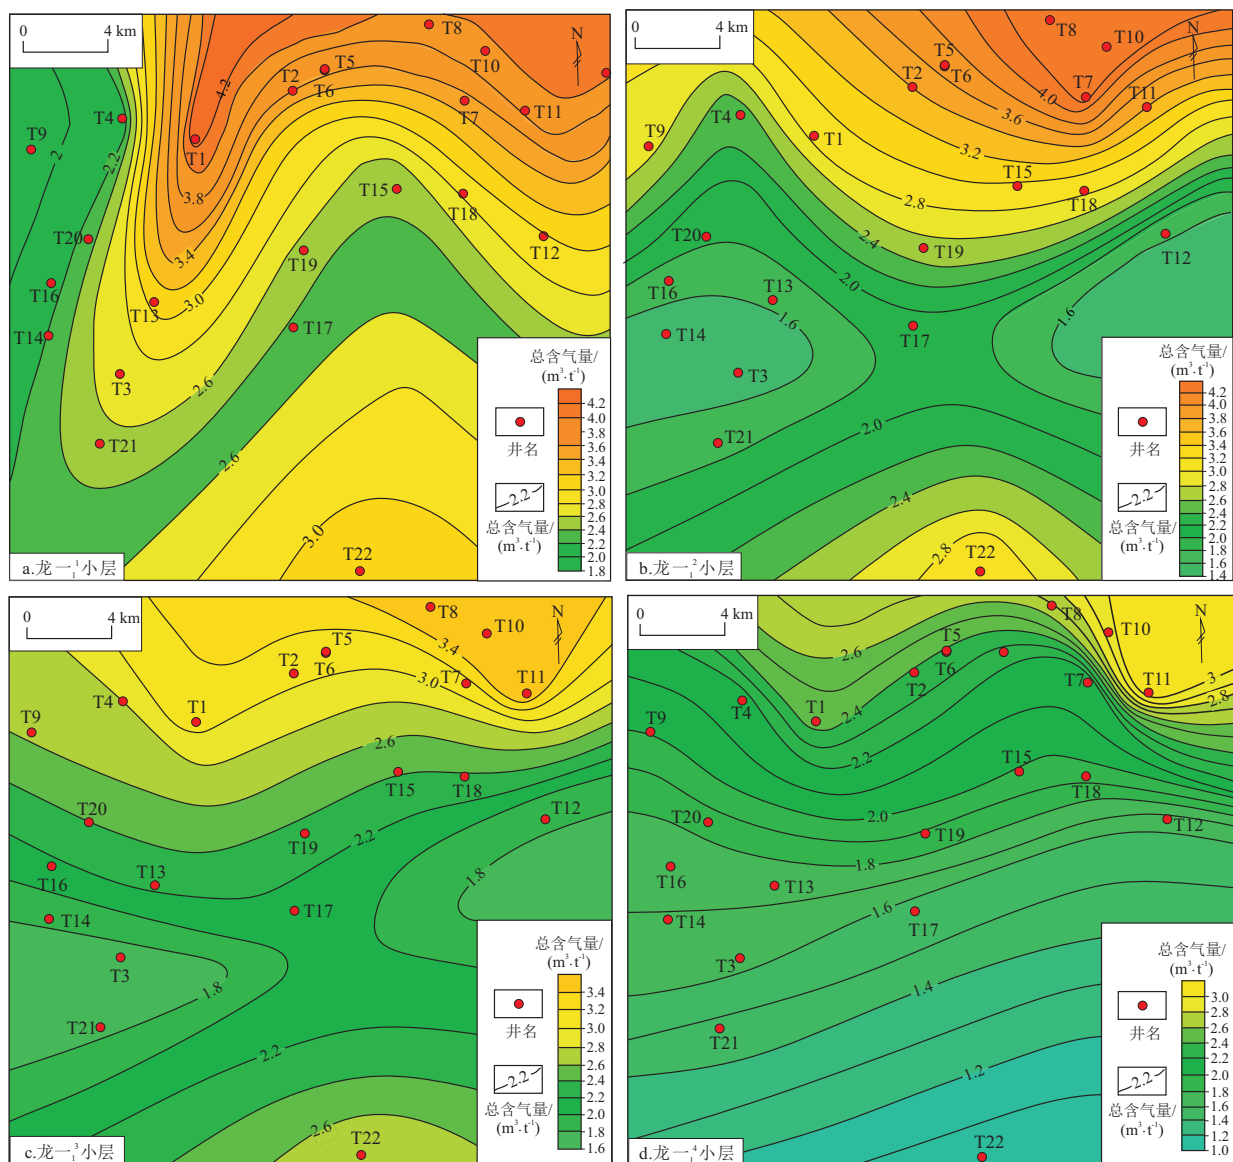 0 4 km
N
T8
T10
T5
T2
T6
T7
T11
T4
T9
T1
4.2
2
2.2
3.8
T15
T18
T20
T12
T19
3.4
T16
T13
3.0
T14
T17
T3
2.6
T21
2.6
3.0
T22
井名
2.2
总含气量/
(m³·t⁻¹)
总含气量/
(m³·t⁻¹)
4.2
4.0
3.8
3.6
3.4
3.2
3.0
2.8
2.6
2.4
2.2
2.0
1.8
a.龙一₁¹小层
0 4 km
N
T8
T10
T5
T2
T6
T7
T11
4.0
3.6
T4
T9
T1
3.2
T15
T18
2.8
T20
2.4
T19
T12
T16
2.0
T13
1.6
1.6
T14
T17
T3
T21
2.0
2.4
2.8
T22
井名
2.2
总含气量/
(m³·t⁻¹)
总含气量/
(m³·t⁻¹)
4.2
4.0
3.8
3.6
3.4
3.2
3.0
2.8
2.6
2.4
2.2
2.0
1.8
1.6
1.4
b.龙一₁²小层
0 4 km
N
T8
T10
T5
T2
T6
3.4
T7
3.0
T11
T4
T1
T9
2.6
T15
T18
T20
T12
T19
2.2
T16
T13
1.8
T14
T17
T3
1.8
T21
2.2
2.6
T22
井名
2.2
总含气量/
(m³·t⁻¹)
总含气量/
(m³·t⁻¹)
3.4
3.2
3.0
2.8
2.6
2.4
2.2
2.0
1.8
1.6
c.龙一₁³小层
0 4 km
N
T8
T10
T5
2.6
T6
T2
T7
3
T11
2.8
T4
T1
2.4
T9
2.2
T15
T18
T20
2.0
T19
T12
1.8
T16
T13
1.6
T14
T17
T3
1.4
T21
1.2
T22
井名
2.2
总含气量/
(m³·t⁻¹)
总含气量/
(m³·t⁻¹)
3.0
2.8
2.6
2.4
2.2
2.0
1.8
1.6
1.4
1.2
1.0
d.龙一₁⁴小层